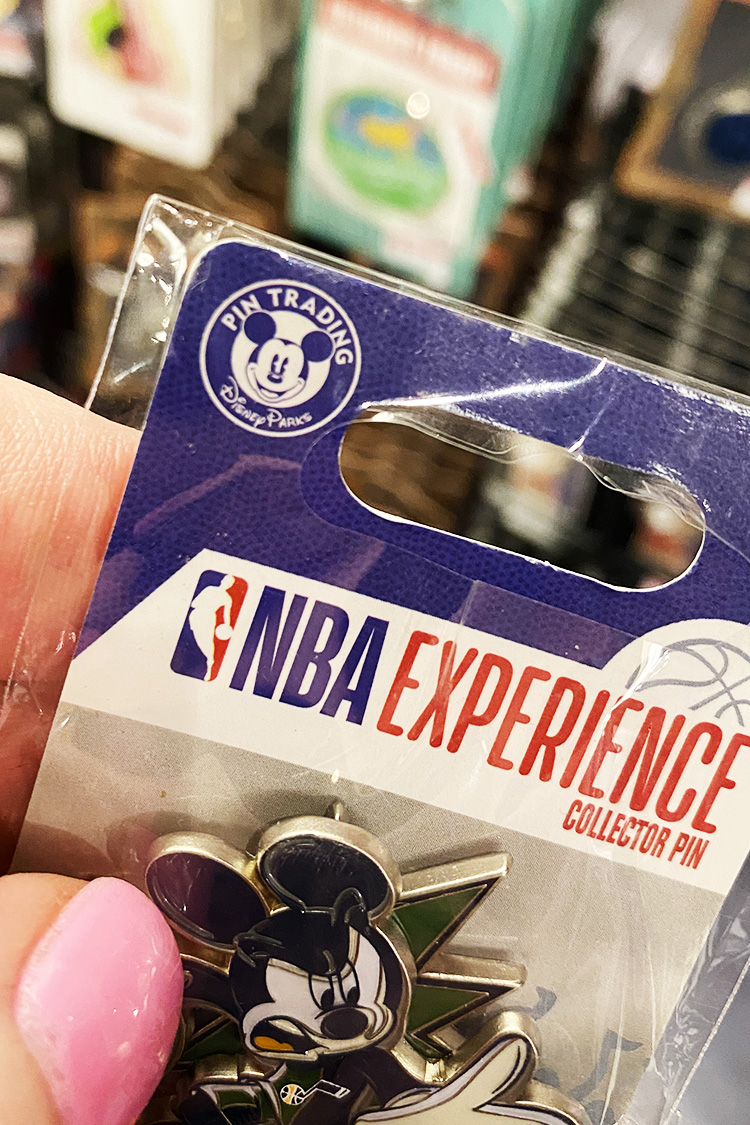 PIN TRADING
Disney Parks
NBA EXPERIENCE
COLLECTOR PIN